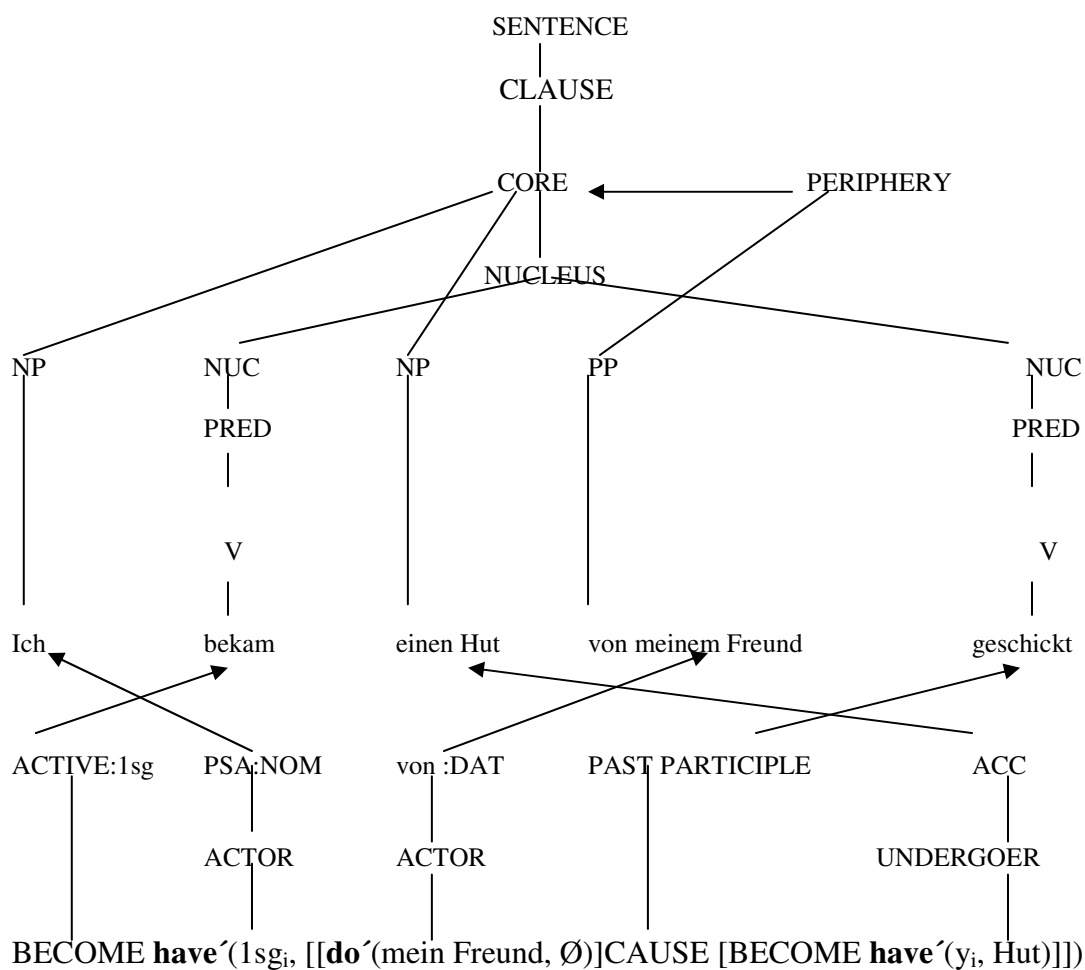 SENTENCE
CLAUSE
CORE PERIPHERY
NUCLEUS
NP NUC NP PP NUC
PRED PRED
V V
Ich bekam einen Hut von meinem Freund geschickt
ACTIVE:1sg PSA:NOM von :DAT PAST PARTICIPLE ACC
ACTOR ACTOR UNDERGOER
BECOME have´(1sgᵢ, [[do´(mein Freund, Ø)]CAUSE [BECOME have´(yᵢ, Hut)]])